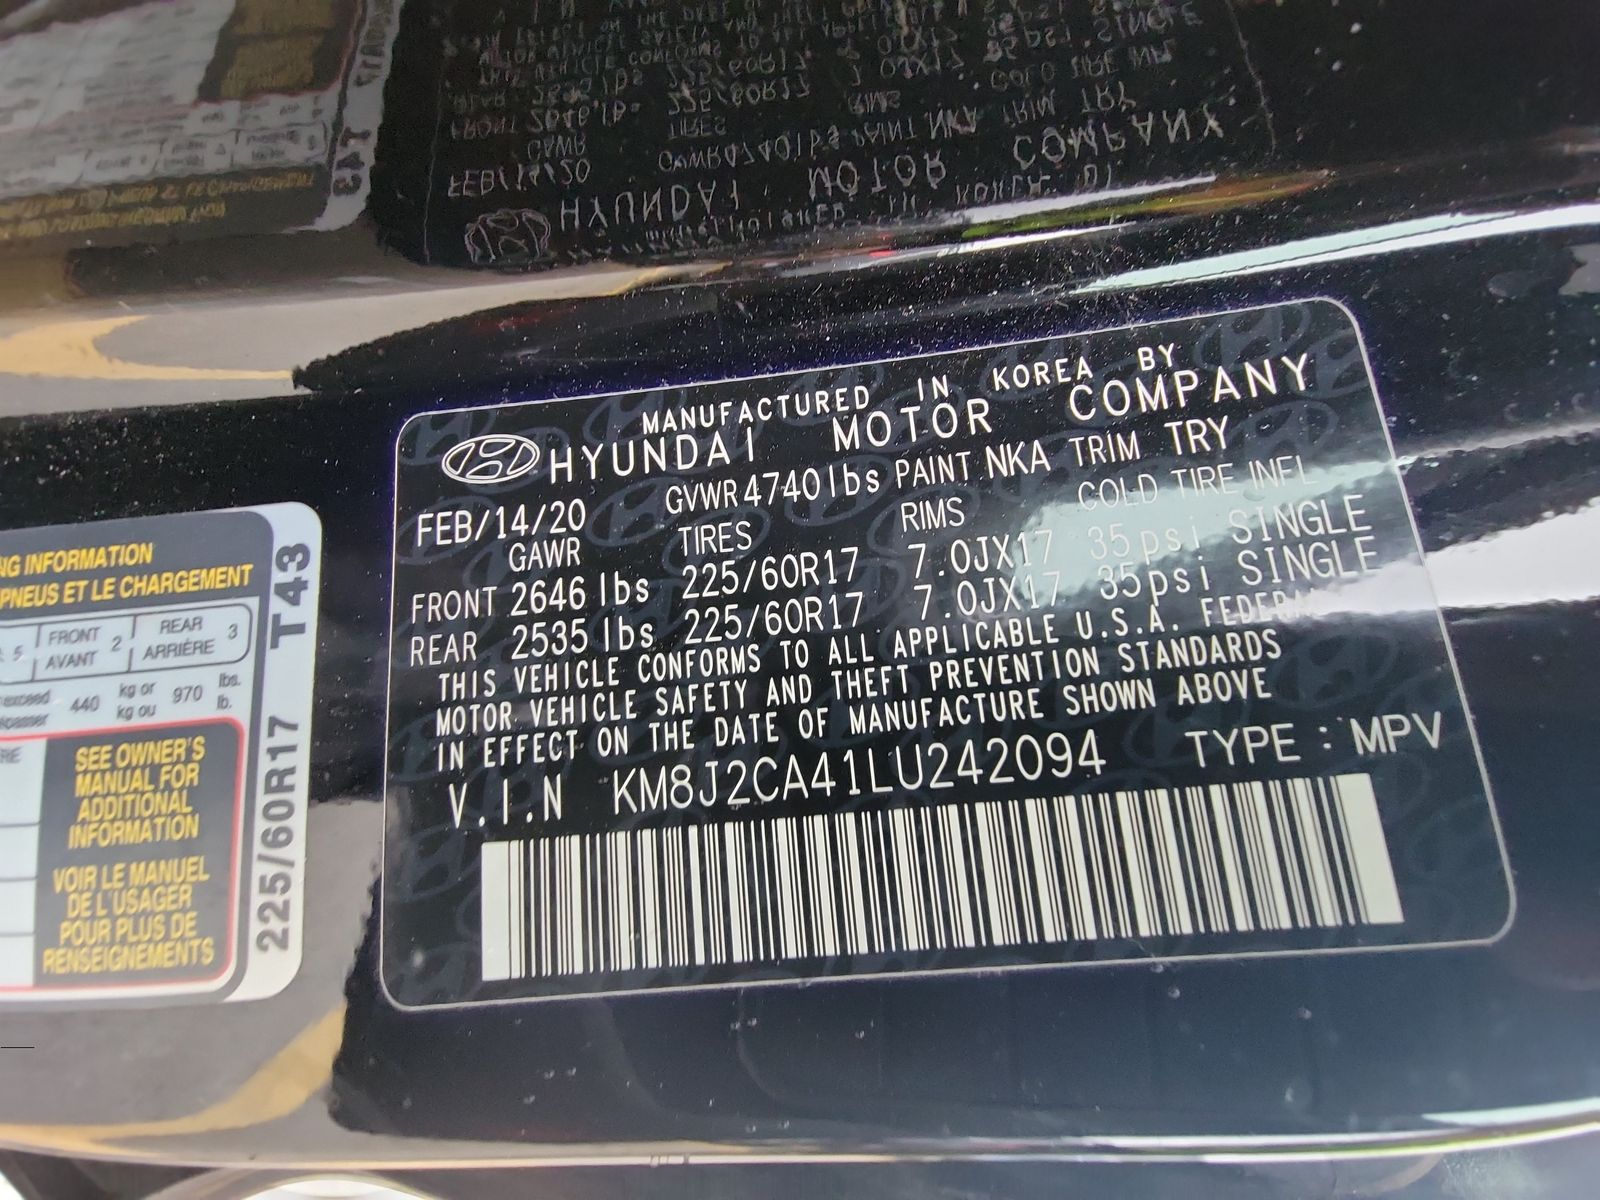 MANUFACTURED IN KOREA BY
HYUNDAI MOTOR COMPANY
FEB/14/20 GVWR 4740lbs PAINT NKA TRIM TRY
GAWR TIRES RIMS COLD TIRE INFL
FRONT 2646 lbs 225/60R17 7.0JX17 35psi SINGLE
REAR 2535 lbs 225/60R17 7.0JX17 35psi SINGLE
THIS VEHICLE CONFORMS TO ALL APPLICABLE U.S.A. FEDERAL
MOTOR VEHICLE SAFETY AND THEFT PREVENTION STANDARDS
IN EFFECT ON THE DATE OF MANUFACTURE SHOWN ABOVE
V.I.N KM8J2CA41LU242094 TYPE : MPV
INFORMATION
PNEUS ET LE CHARGEMENT
5 FRONT AVANT 2 REAR ARRIÈRE 3
exceed 440 kg or 970 lbs.
kg ou lb.
SEE OWNER'S
MANUAL FOR
ADDITIONAL
INFORMATION
VOIR LE MANUEL
DE L'USAGER
POUR PLUS DE
RENSEIGNEMENTS
225/60R17 T43